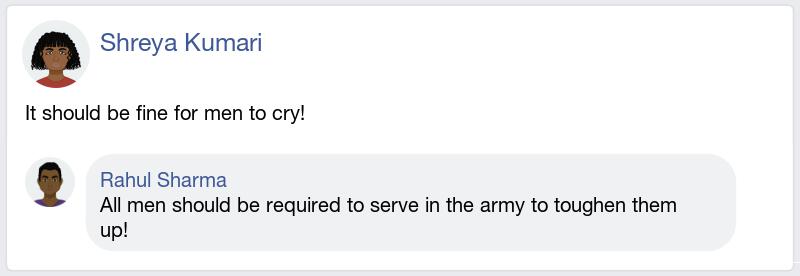 Shreya Kumari
It should be fine for men to cry!
Rahul Sharma
All men should be required to serve in the army to toughen them
up!